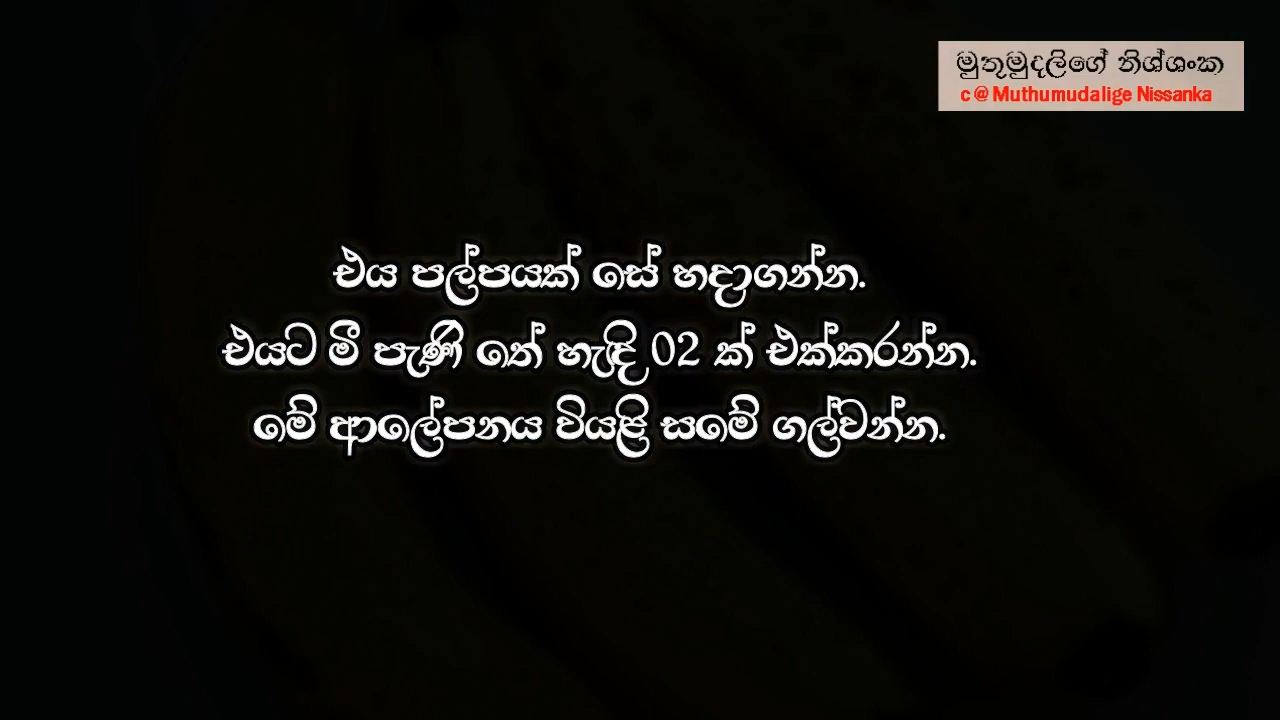 මුතුමුදලිගේ නිශ්ශංක
c@Muthumudalige Nissanka
එය පල්පයක් සේ හදාගන්න.
එයට මී පැණි තේ හැඳි 02 ක් එක්කරන්න.
මේ ආලේපනය වියළි සමේ ගල්වන්න.